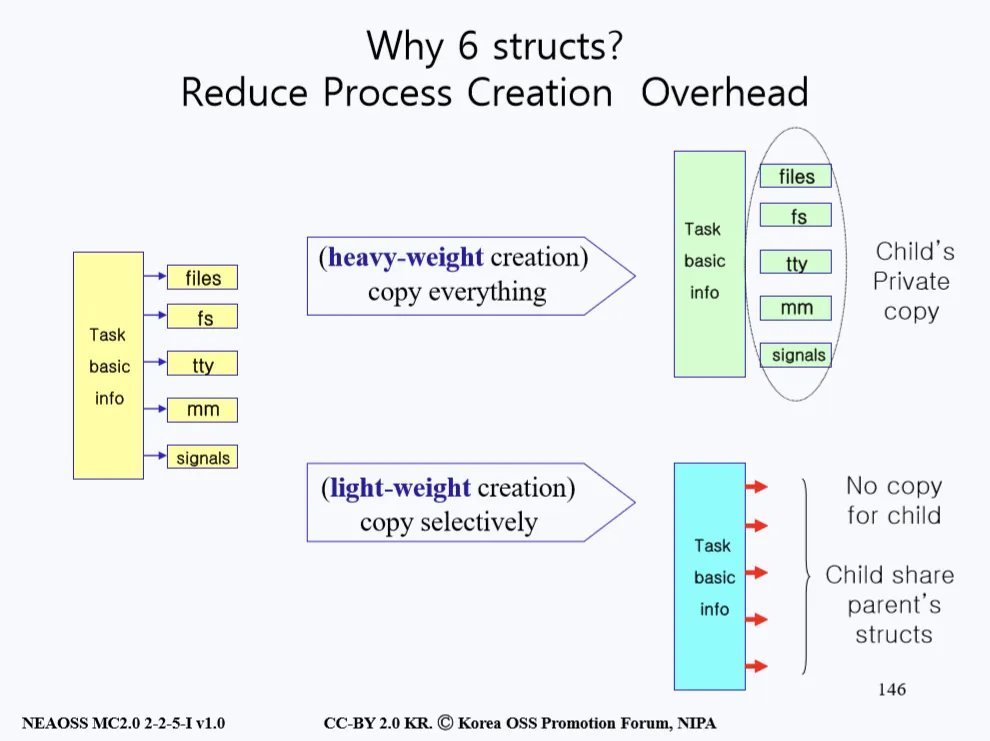 Why 6 structs?
Reduce Process Creation Overhead
Task
basic
info
files
fs
tty
mm
signals
(heavy-weight creation)
copy everything
Task
basic
info
files
fs
tty
mm
signals
Child's
Private
copy
(light-weight creation)
copy selectively
Task
basic
info
No copy
for child
Child share
parent's
structs
146
NEAOSS MC2.0 2-2-5-I v1.0
CC-BY 2.0 KR. Ⓒ Korea OSS Promotion Forum, NIPA